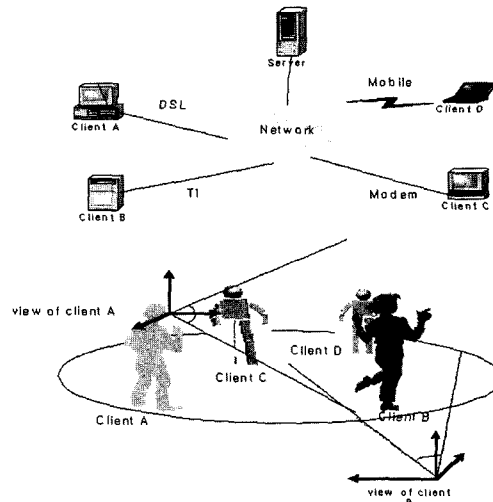 Server
Mobile
DSL
Client A
Client D
Network
T1
Modem
Client B
Client C
view of client A
Client D
Client C
Client A
Client B
view of client